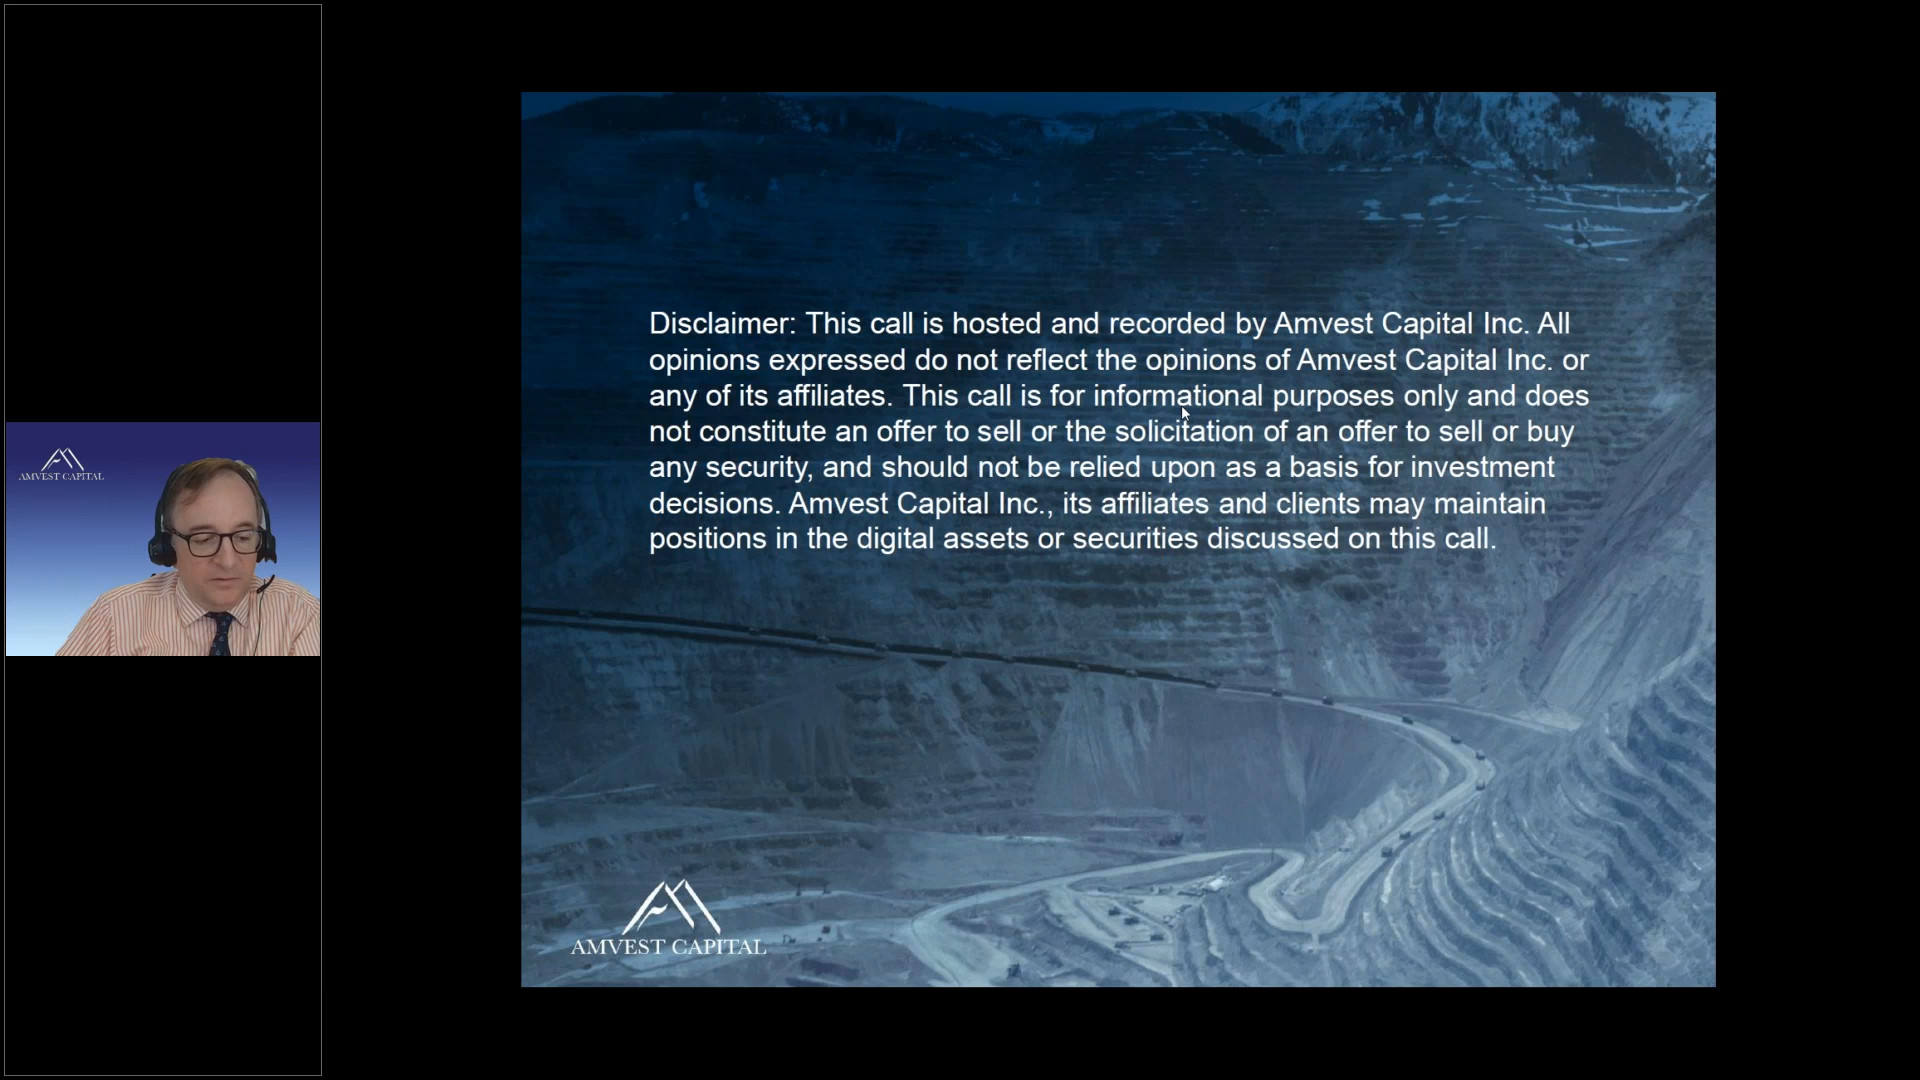 AMVEST CAPITAL
Disclaimer: This call is hosted and recorded by Amvest Capital Inc. All
opinions expressed do not reflect the opinions of Amvest Capital Inc. or
any of its affiliates. This call is for informational purposes only and does
not constitute an offer to sell or the solicitation of an offer to sell or buy
any security, and should not be relied upon as a basis for investment
decisions. Amvest Capital Inc., its affiliates and clients may maintain
positions in the digital assets or securities discussed on this call.
AMVEST CAPITAL